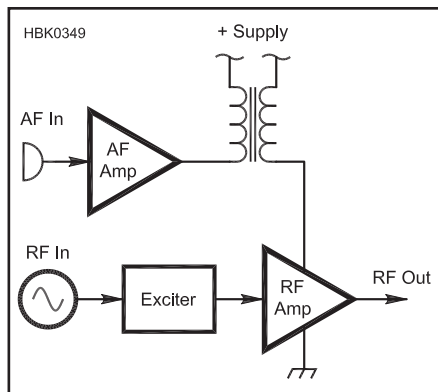 HBK0349
+ Supply
AF In
AF
Amp
RF In
Exciter
RF
Amp
RF Out